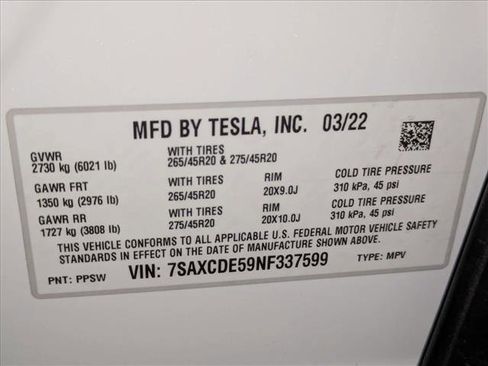 MFD BY TESLA, INC. 03/22
GVWR
2730 kg (6021 lb)
WITH TIRES
265/45R20 & 275/45R20
GAWR FRT
1350 kg (2976 lb)
WITH TIRES
265/45R20
RIM
20X9.0J
COLD TIRE PRESSURE
310 kPa, 45 psi
GAWR RR
1727 kg (3808 lb)
WITH TIRES
275/45R20
RIM
20X10.0J
COLD TIRE PRESSURE
310 kPa, 45 psi
THIS VEHICLE CONFORMS TO ALL APPLICABLE U.S. FEDERAL MOTOR VEHICLE SAFETY
STANDARDS IN EFFECT ON THE DATE OF MANUFACTURE SHOWN ABOVE.
PNT: PPSW VIN: 7SAXCDE59NF337599 TYPE: MPV